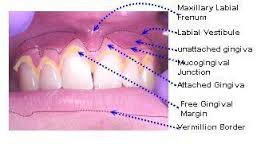 Maxillary Labial
Frenum
Labial Vestibule
unattached gingiva
Mucogingival
Junction
Attached Gingiva
Free Gingival
Margin
Vermillion Border